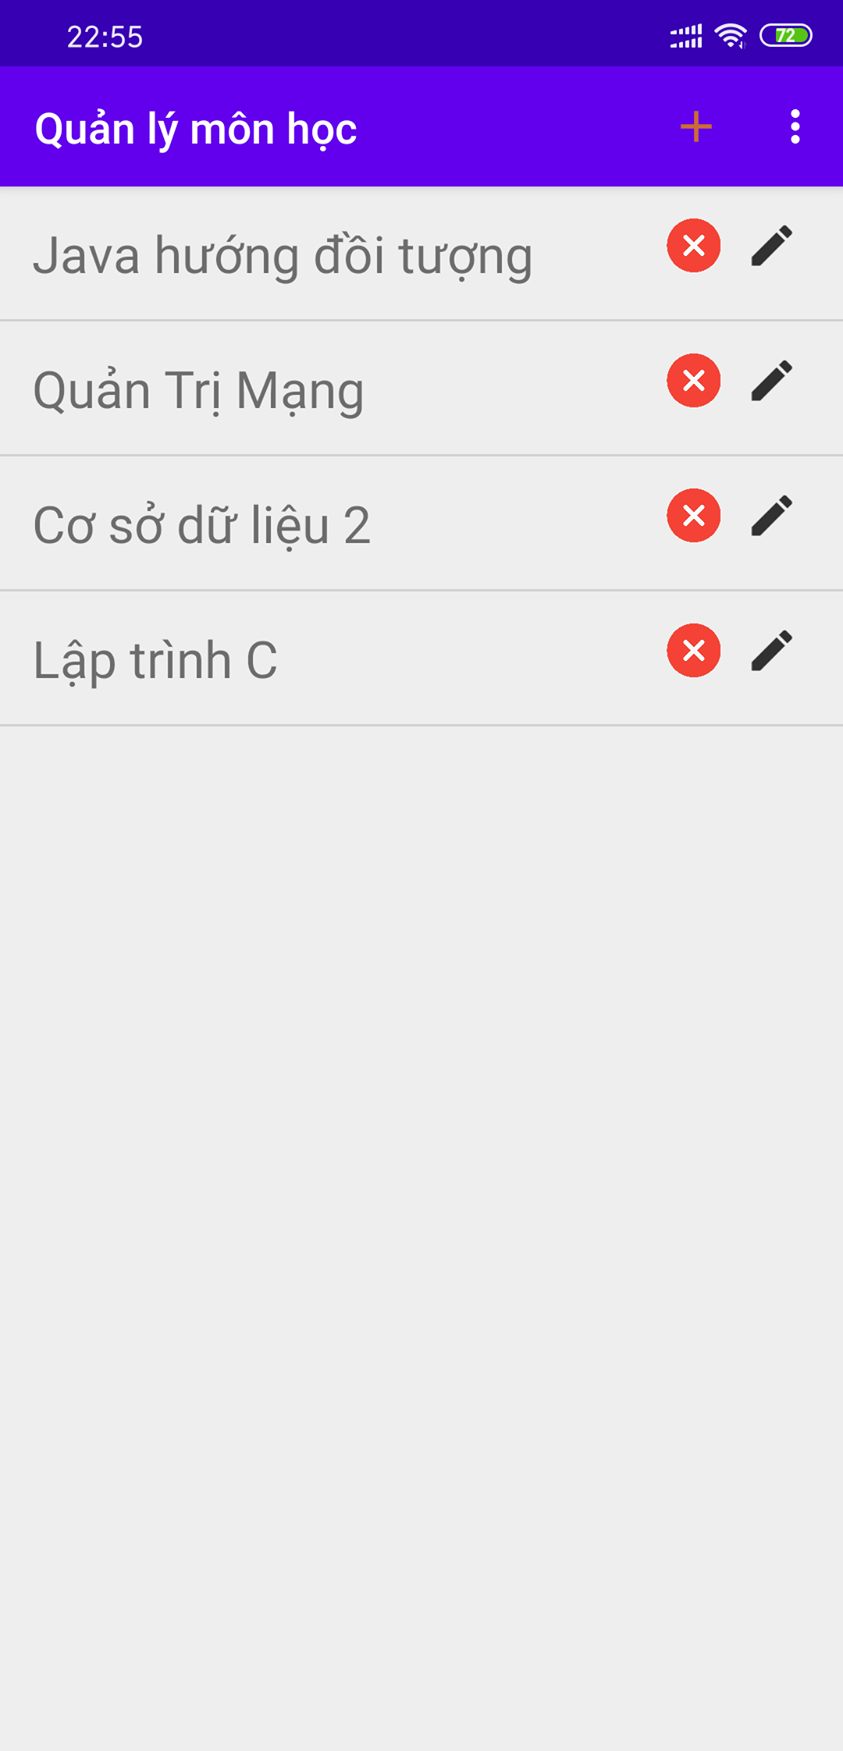 22:55
72
Quản lý môn học
Java hướng đồi tượng
Quản Trị Mạng
Cơ sở dữ liệu 2
Lập trình C